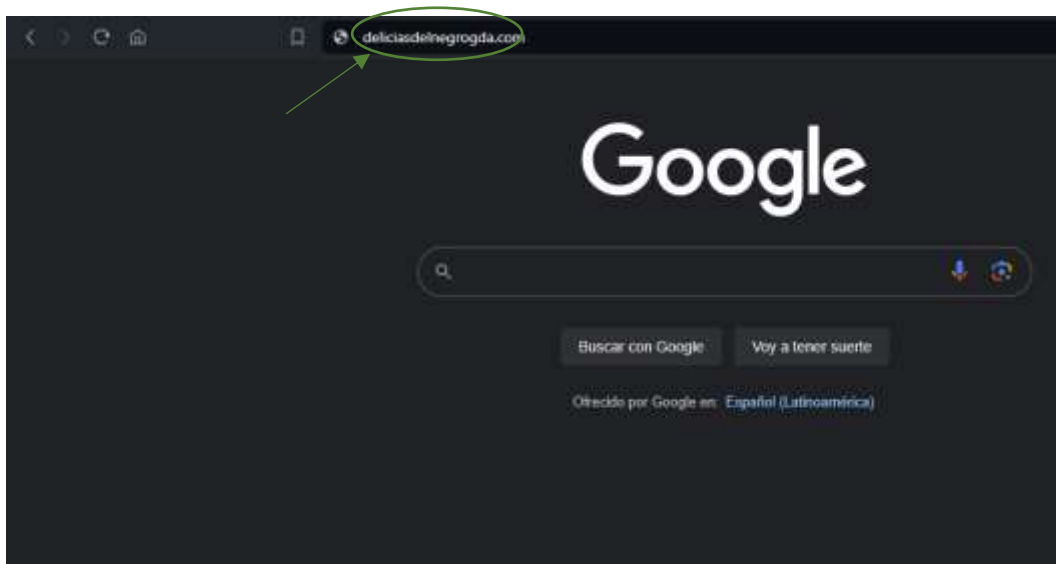 deliciasdelnegrogda.com
Google
Buscar con Google Voy a tener suerte
Ofrecido por Google en: Español (Latinoamérica)